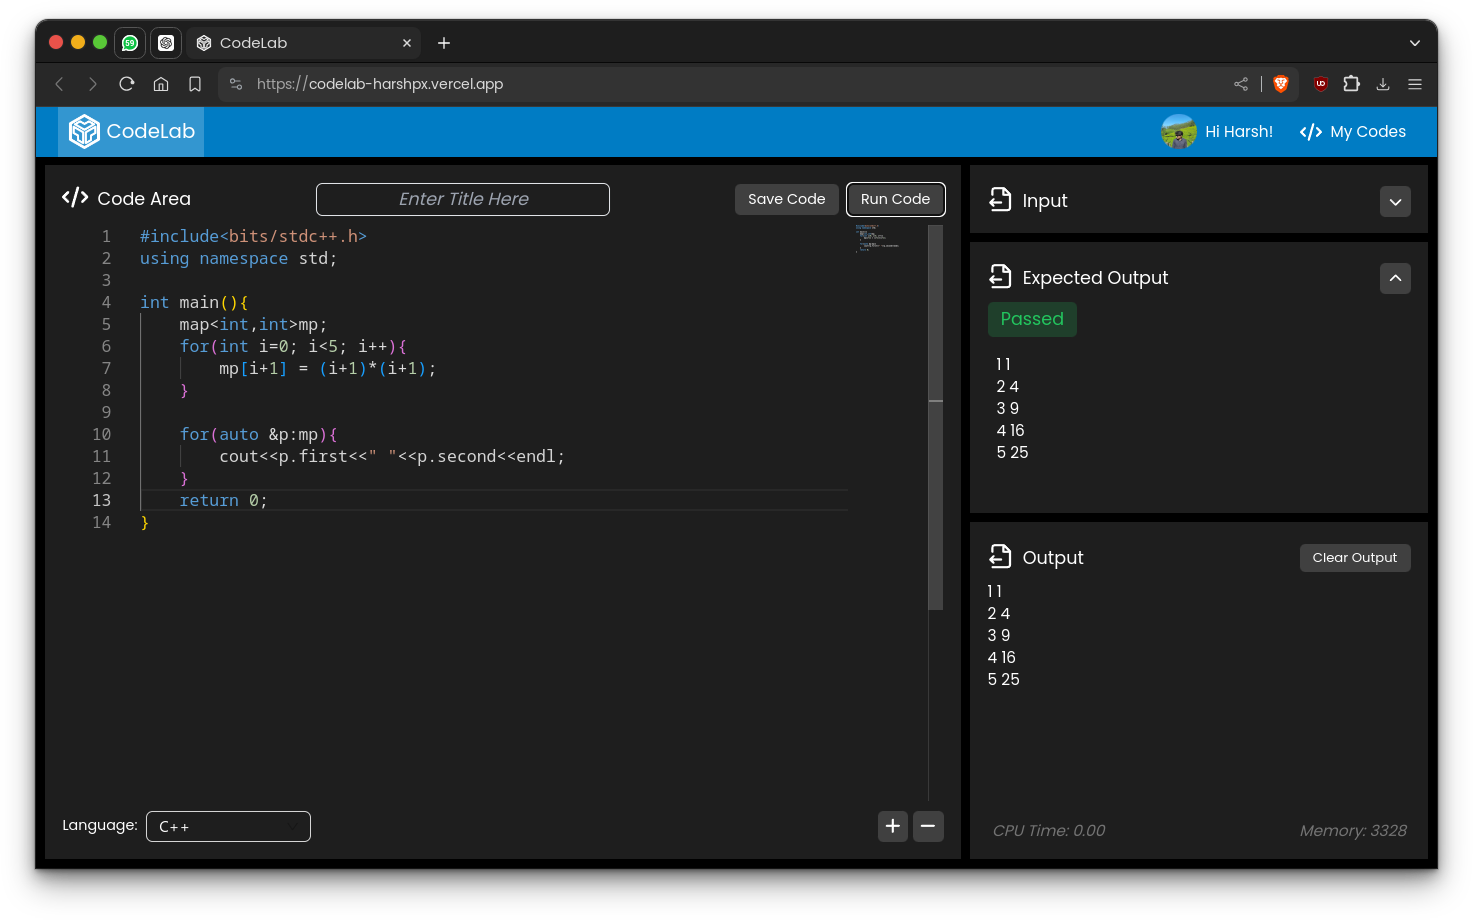 59
CodeLab
https://codelab-harshpx.vercel.app
UD
CodeLab
Hi Harsh!
</> My Codes
</> Code Area
Enter Title Here
Save Code
Run Code
1 #include<bits/stdc++.h>
2 using namespace std;
3
4 int main(){
5     map<int,int>mp;
6     for(int i=0; i<5; i++){
7         mp[i+1] = (i+1)*(i+1);
8     }
9
10     for(auto &p:mp){
11         cout<<p.first<<" "<<p.second<<endl;
12     }
13     return 0;
14 }
Language:
C++
Input
Expected Output
Passed
1 1
2 4
3 9
4 16
5 25
Output
Clear Output
1 1
2 4
3 9
4 16
5 25
CPU Time: 0.00
Memory: 3328